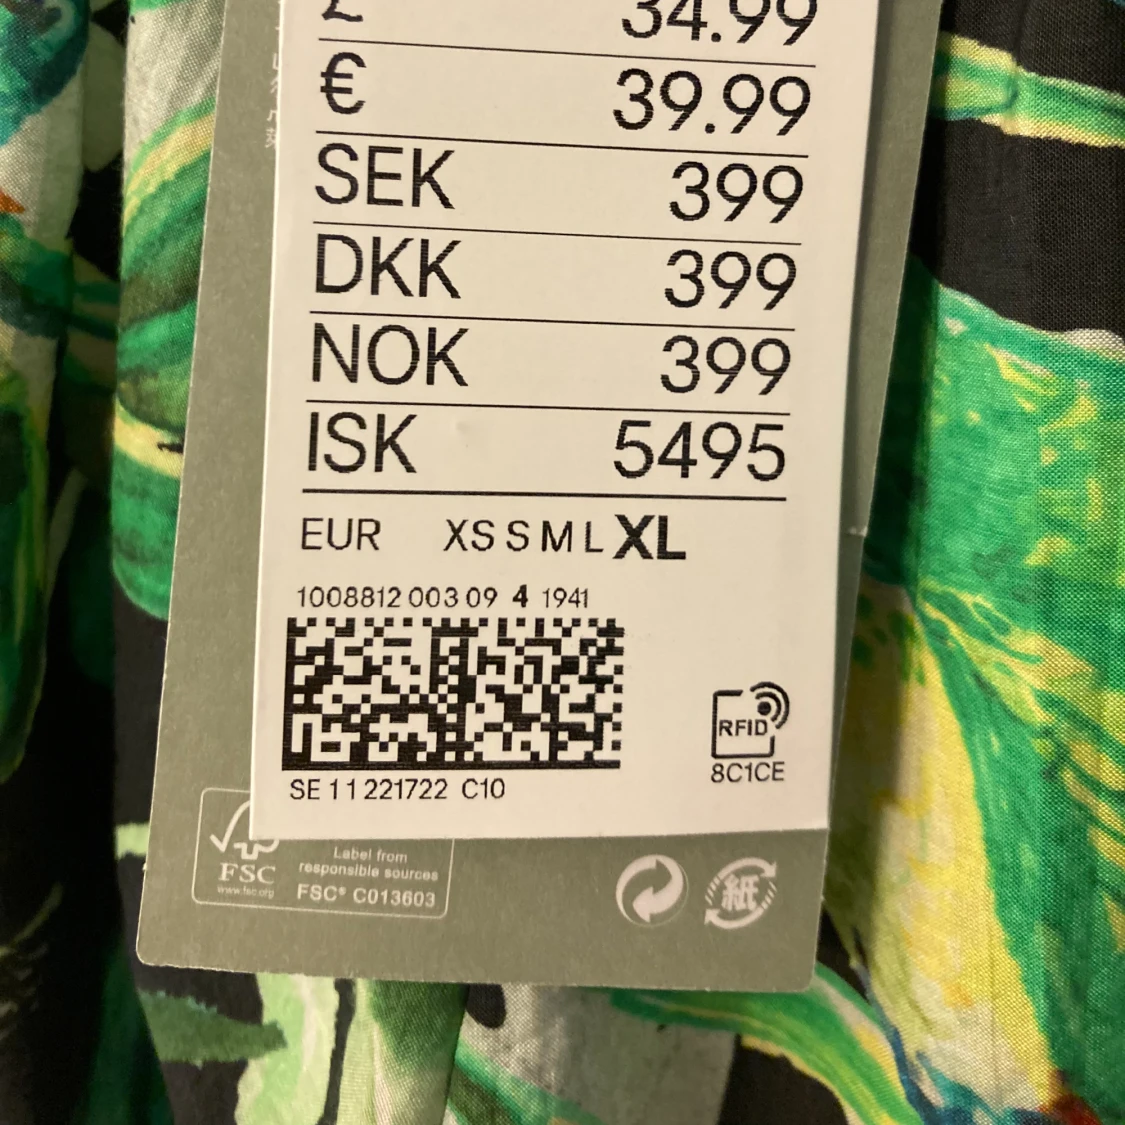 £ 34.99
€ 39.99
SEK 399
DKK 399
NOK 399
ISK 5495
EUR XS S M L XL
1008812 003 09 4 1941
RFID
8C1CE
SE 11 221722 C10
FSC
www.fsc.org
Label from
responsible sources
FSC® C013603
紙